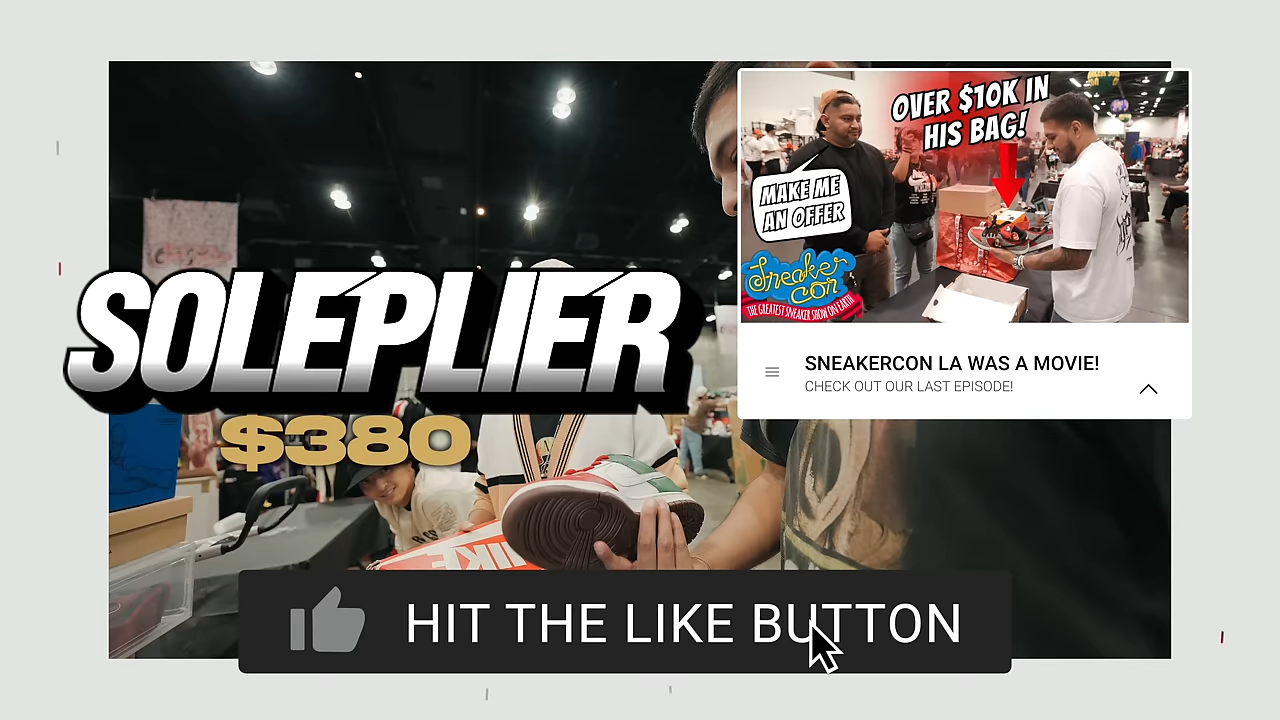 SOLEPLIER
$380
OVER $10K IN
HIS BAG!
MAKE ME
AN OFFER
Sneaker
con
THE GREATEST SNEAKER SHOW ON EARTH
SNEAKERCON LA WAS A MOVIE!
CHECK OUT OUR LAST EPISODE!
NIKE
HIT THE LIKE BUTTON